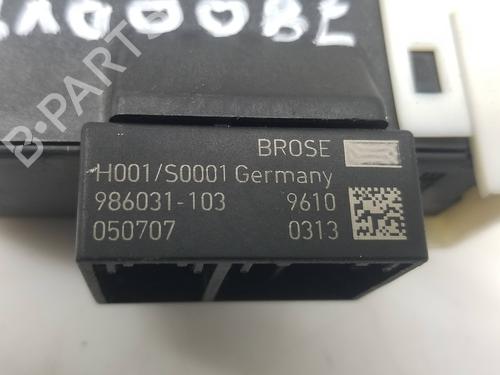 B-PARTS
BROSE
H001/S0001 Germany
986031-103 9610
050707 0313